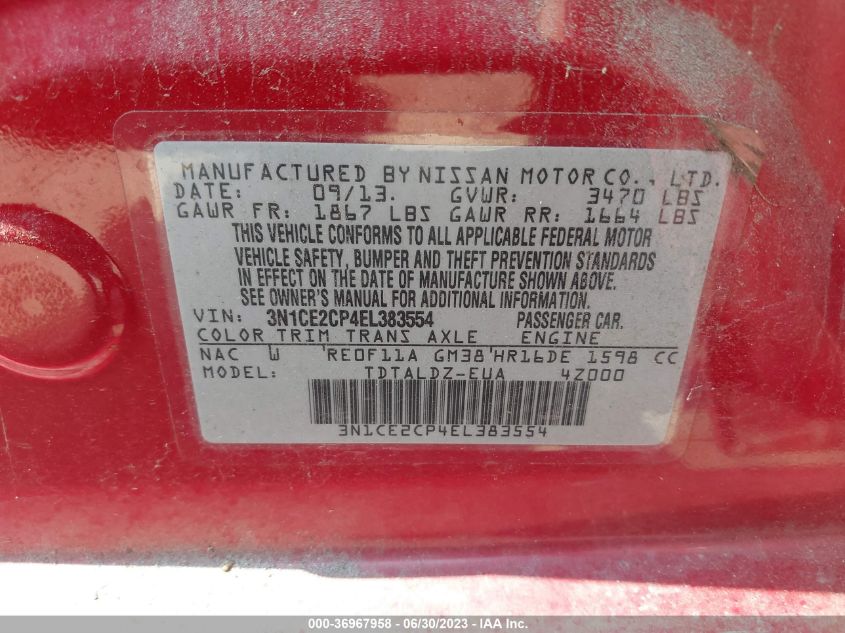 MANUFACTURED BY NISSAN MOTOR CO., LTD.
DATE: 09/13. GVWR: 3470 LBS
GAWR FR: 1867 LBS GAWR RR: 1664 LBS
THIS VEHICLE CONFORMS TO ALL APPLICABLE FEDERAL MOTOR
VEHICLE SAFETY, BUMPER AND THEFT PREVENTION STANDARDS
IN EFFECT ON THE DATE OF MANUFACTURE SHOWN ABOVE.
SEE OWNER'S MANUAL FOR ADDITIONAL INFORMATION.
VIN: 3N1CE2CP4EL383554 PASSENGER CAR.
COLOR TRIM TRANS AXLE ENGINE
NAC W 'RE0F11A GM38'HR16DE 1598 CC
MODEL: TDTALDZ-EUA 4Z000
3N1CE2CP4EL383554
000-36967958 - 06/30/2023 - © IAA, Inc.